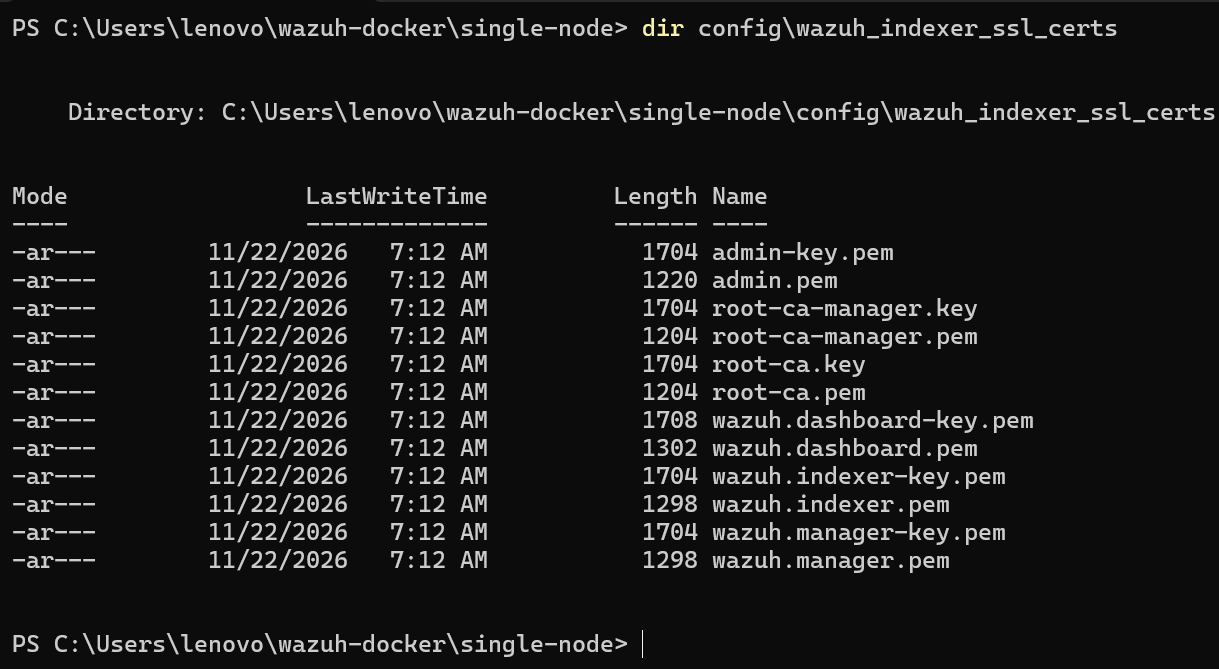 PS C:\Users\lenovo\wazuh-docker\single-node> dir config\wazuh_indexer_ssl_certs
Directory: C:\Users\lenovo\wazuh-docker\single-node\config\wazuh_indexer_ssl_certs
Mode LastWriteTime Length Name
---- ------------- ------ ----
-ar--- 11/22/2026 7:12 AM 1704 admin-key.pem
-ar--- 11/22/2026 7:12 AM 1220 admin.pem
-ar--- 11/22/2026 7:12 AM 1704 root-ca-manager.key
-ar--- 11/22/2026 7:12 AM 1204 root-ca-manager.pem
-ar--- 11/22/2026 7:12 AM 1704 root-ca.key
-ar--- 11/22/2026 7:12 AM 1204 root-ca.pem
-ar--- 11/22/2026 7:12 AM 1708 wazuh.dashboard-key.pem
-ar--- 11/22/2026 7:12 AM 1302 wazuh.dashboard.pem
-ar--- 11/22/2026 7:12 AM 1704 wazuh.indexer-key.pem
-ar--- 11/22/2026 7:12 AM 1298 wazuh.indexer.pem
-ar--- 11/22/2026 7:12 AM 1704 wazuh.manager-key.pem
-ar--- 11/22/2026 7:12 AM 1298 wazuh.manager.pem
PS C:\Users\lenovo\wazuh-docker\single-node>